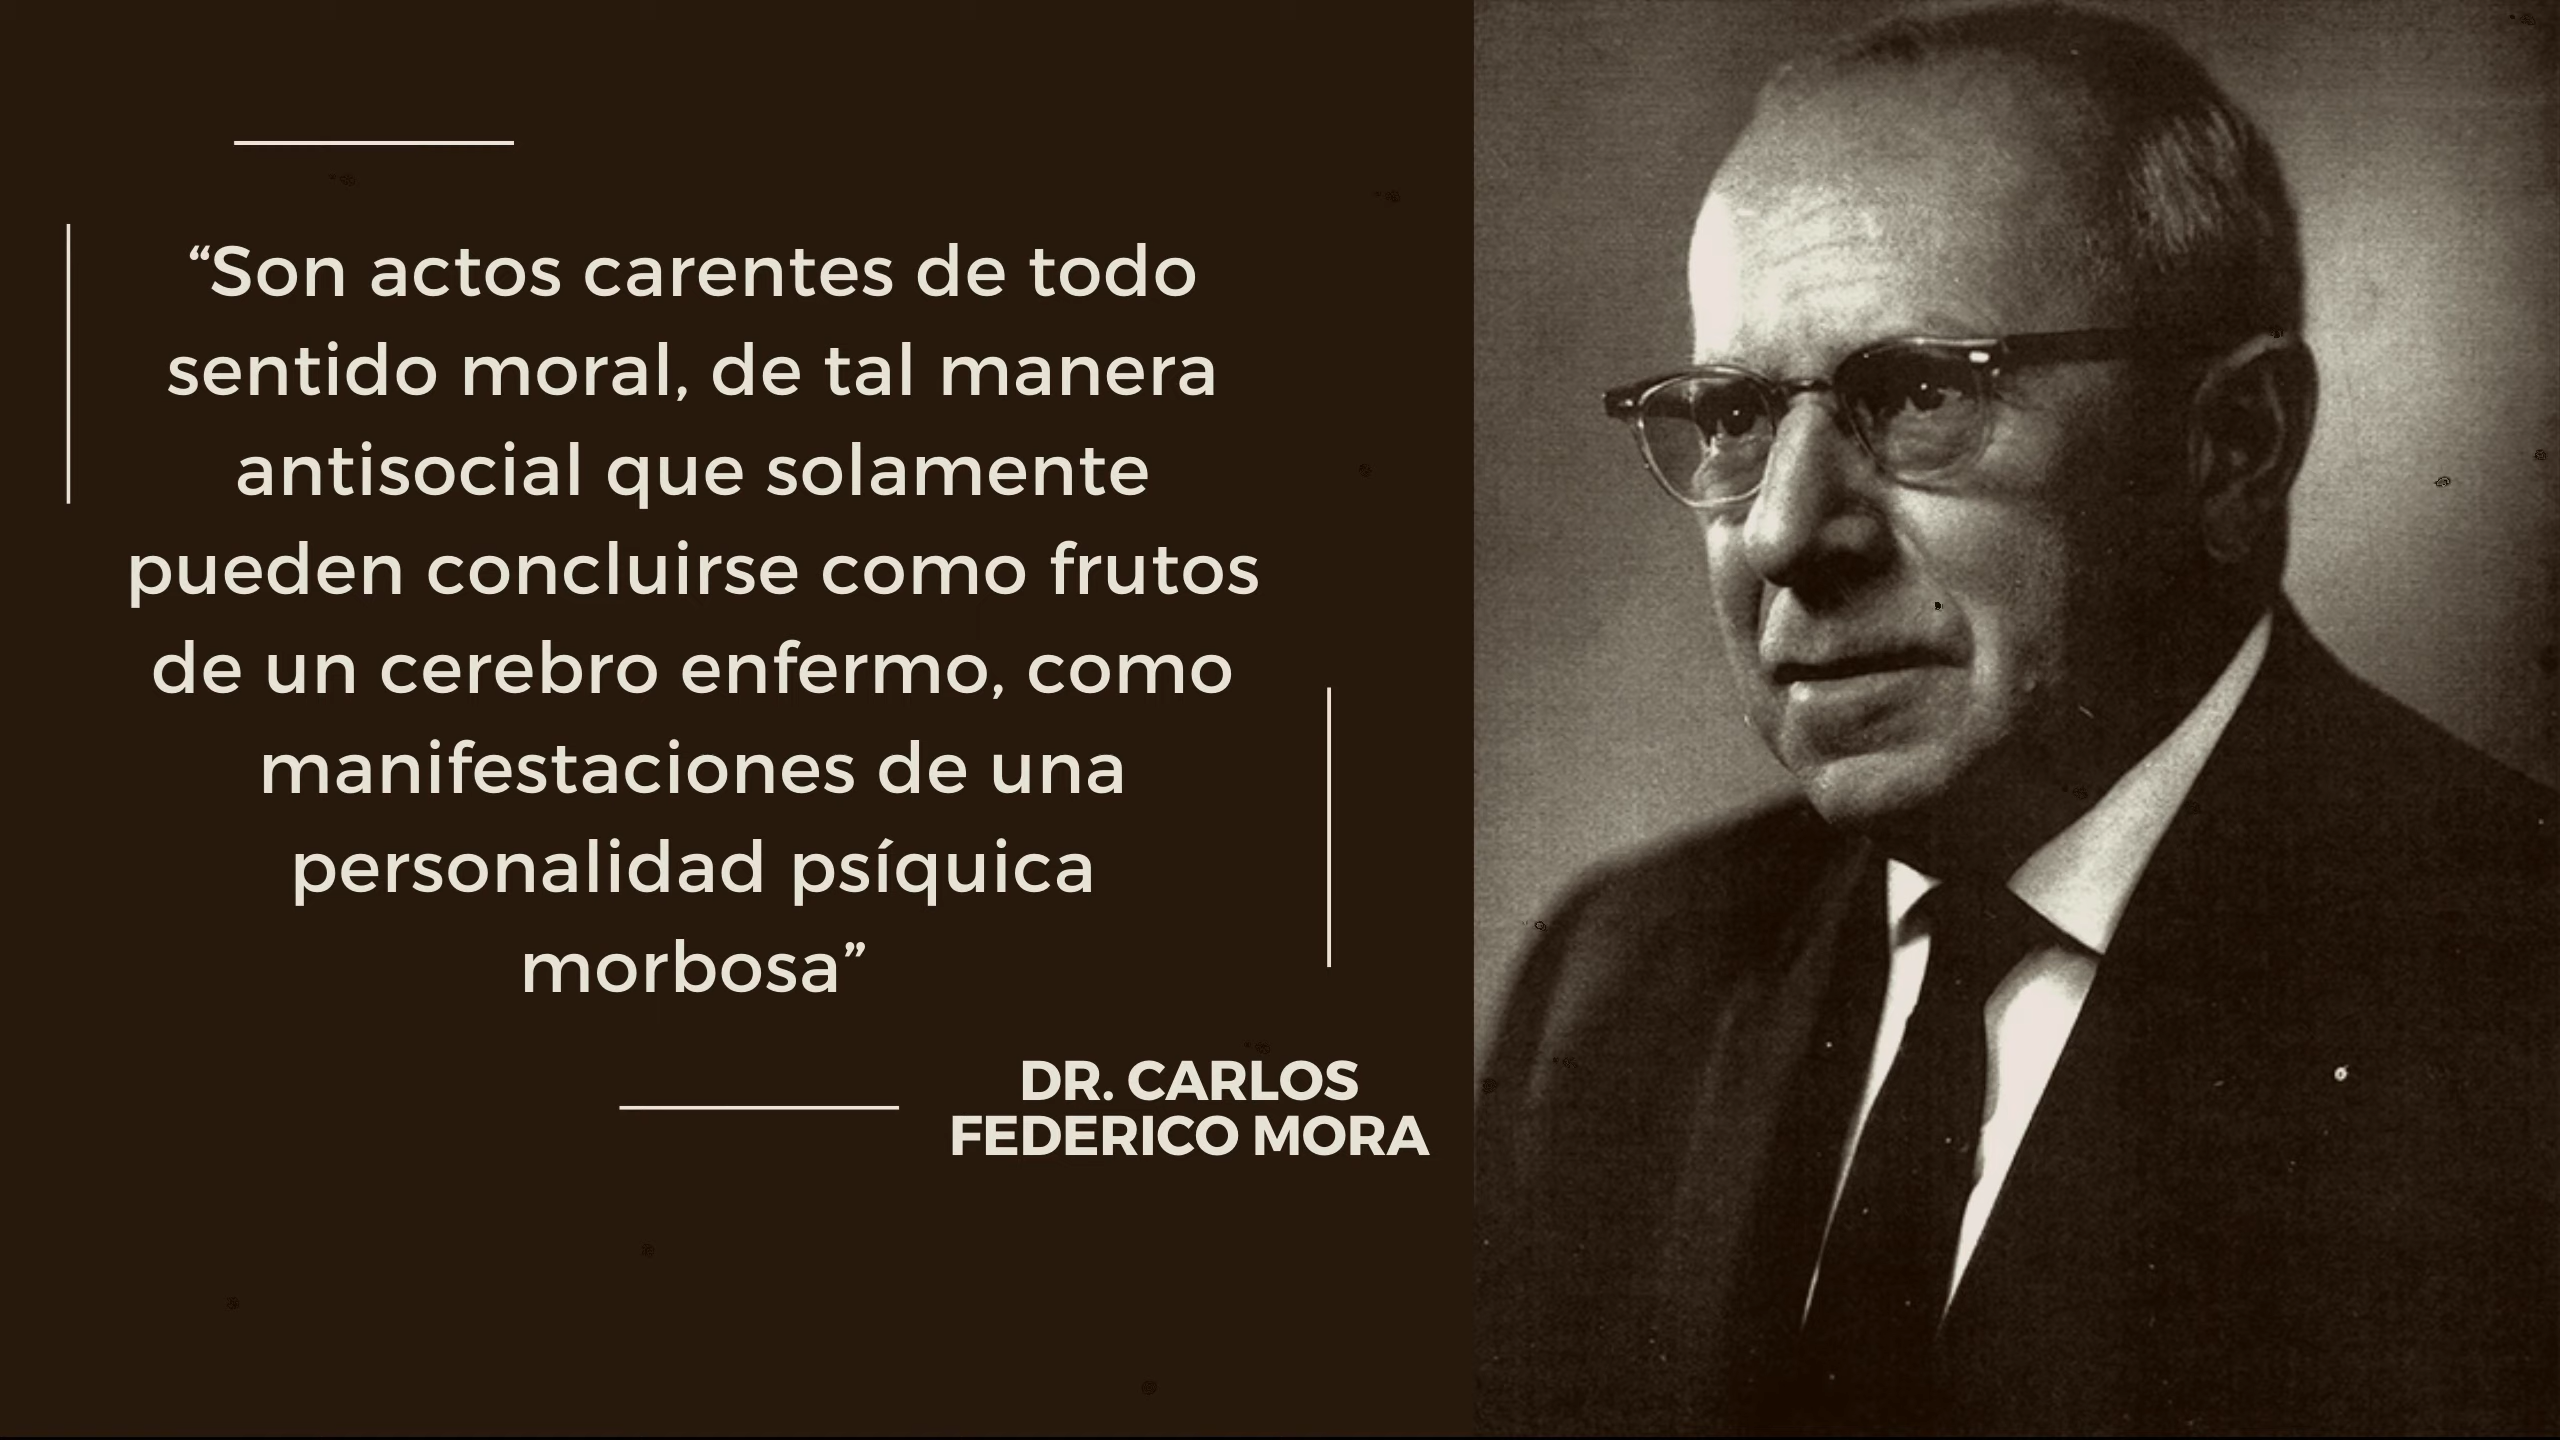 “Son actos carentes de todo
sentido moral, de tal manera
antisocial que solamente
pueden concluirse como frutos
de un cerebro enfermo, como
manifestaciones de una
personalidad psíquica
morbosa”
DR. CARLOS
FEDERICO MORA